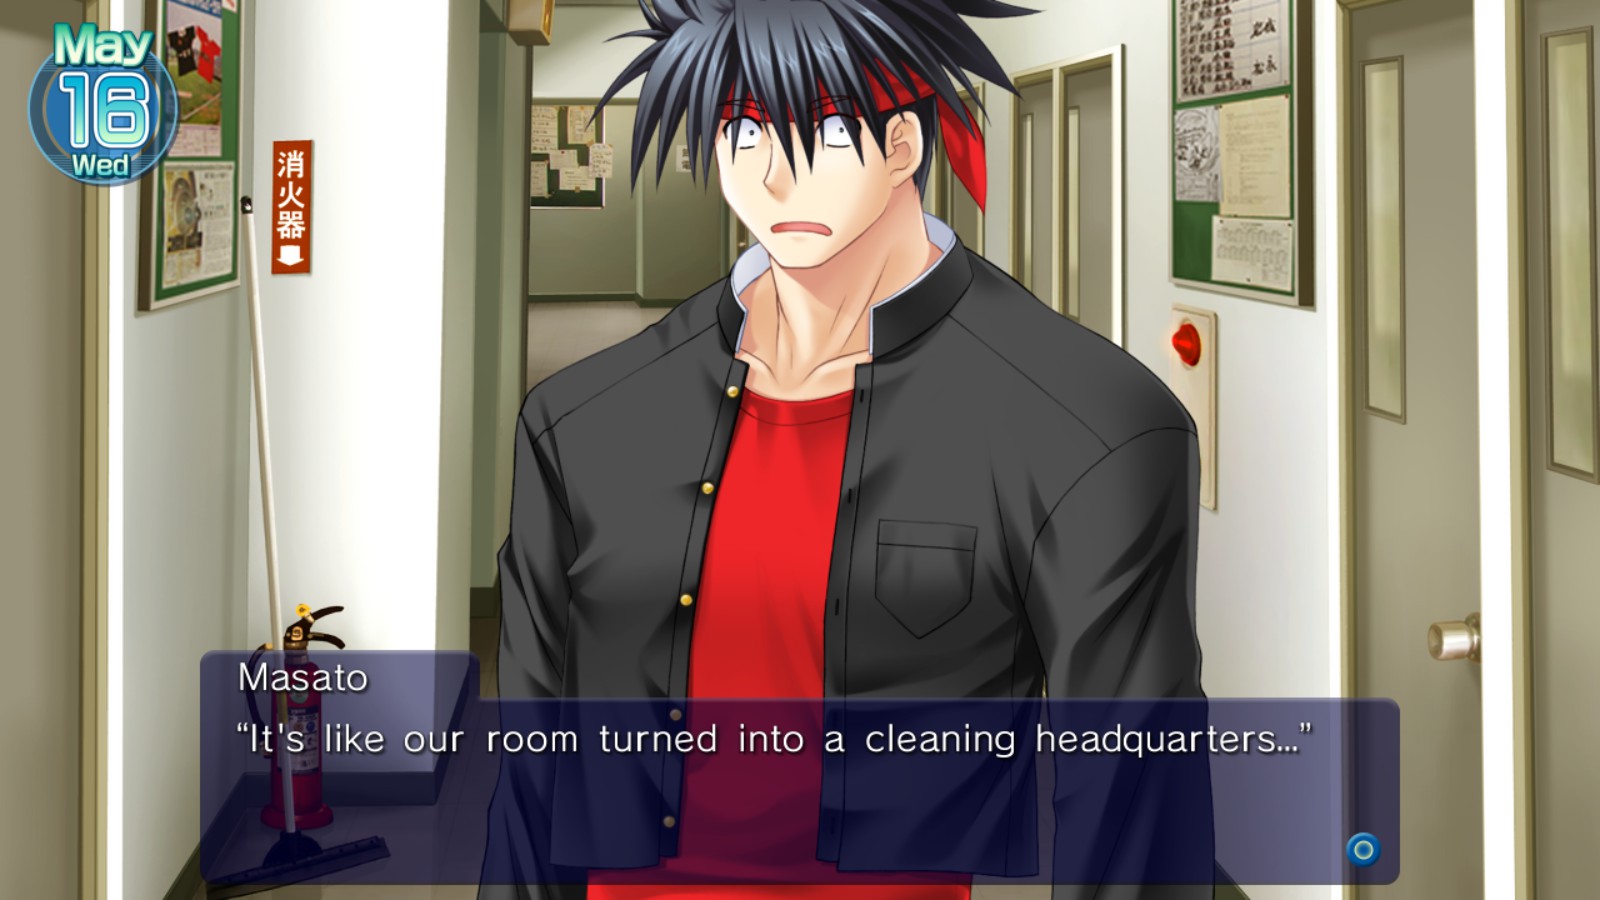 May
16
Wed
消火器
Masato
“It's like our room turned into a cleaning headquarters...”